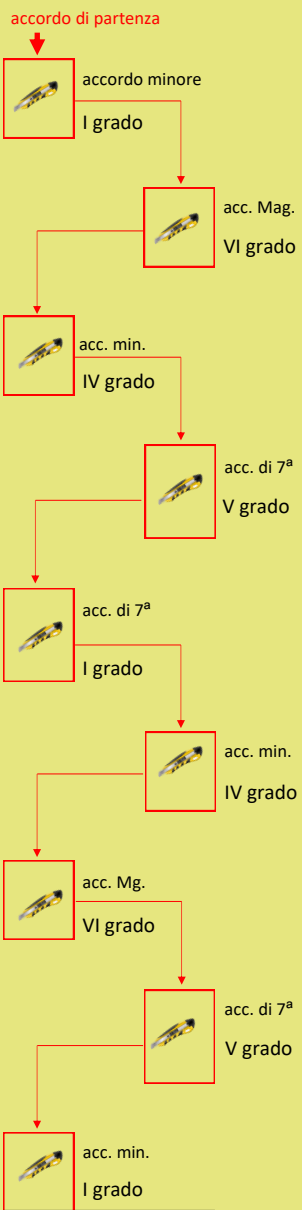 accordo di partenza
accordo minore
I grado
acc. Mag.
VI grado
acc. min.
IV grado
acc. di 7ª
V grado
acc. di 7ª
I grado
acc. min.
IV grado
acc. Mg.
VI grado
acc. di 7ª
V grado
acc. min.
I grado